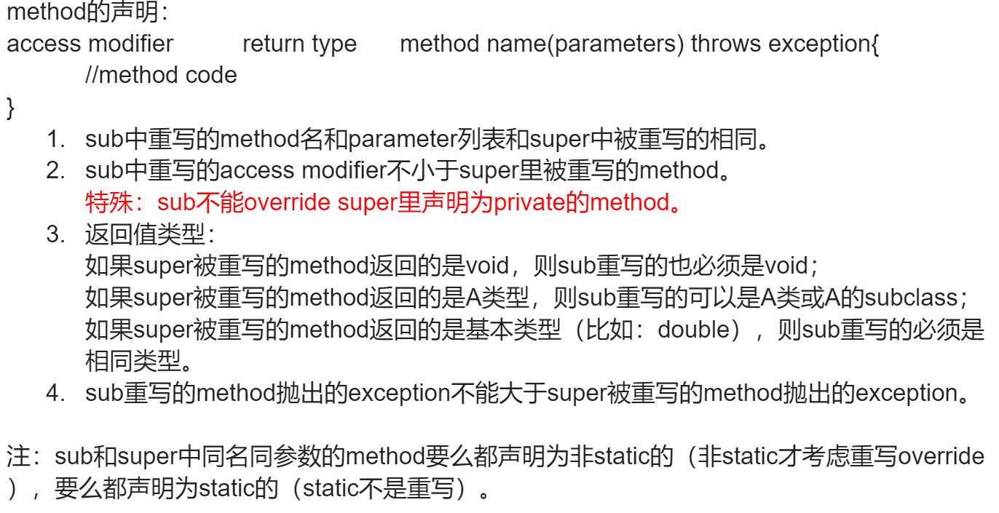 method的声明：
access modifier return type method name(parameters) throws exception{
//method code
}
1. sub中重写的method名和parameter列表和super中被重写的相同。
2. sub中重写的access modifier不小于super里被重写的method。
特殊：sub不能override super里声明为private的method。
3. 返回值类型：
如果super被重写的method返回的是void，则sub重写的也必须是void；
如果super被重写的method返回的是A类型，则sub重写的可以是A类或A的subclass；
如果super被重写的method返回的是基本类型（比如：double），则sub重写的必须是
相同类型。
4. sub重写的method抛出的exception不能大于super被重写的method抛出的exception。
注：sub和super中同名同参数的method要么都声明为非static的（非static才考虑重写override
），要么都声明为static的（static不是重写）。